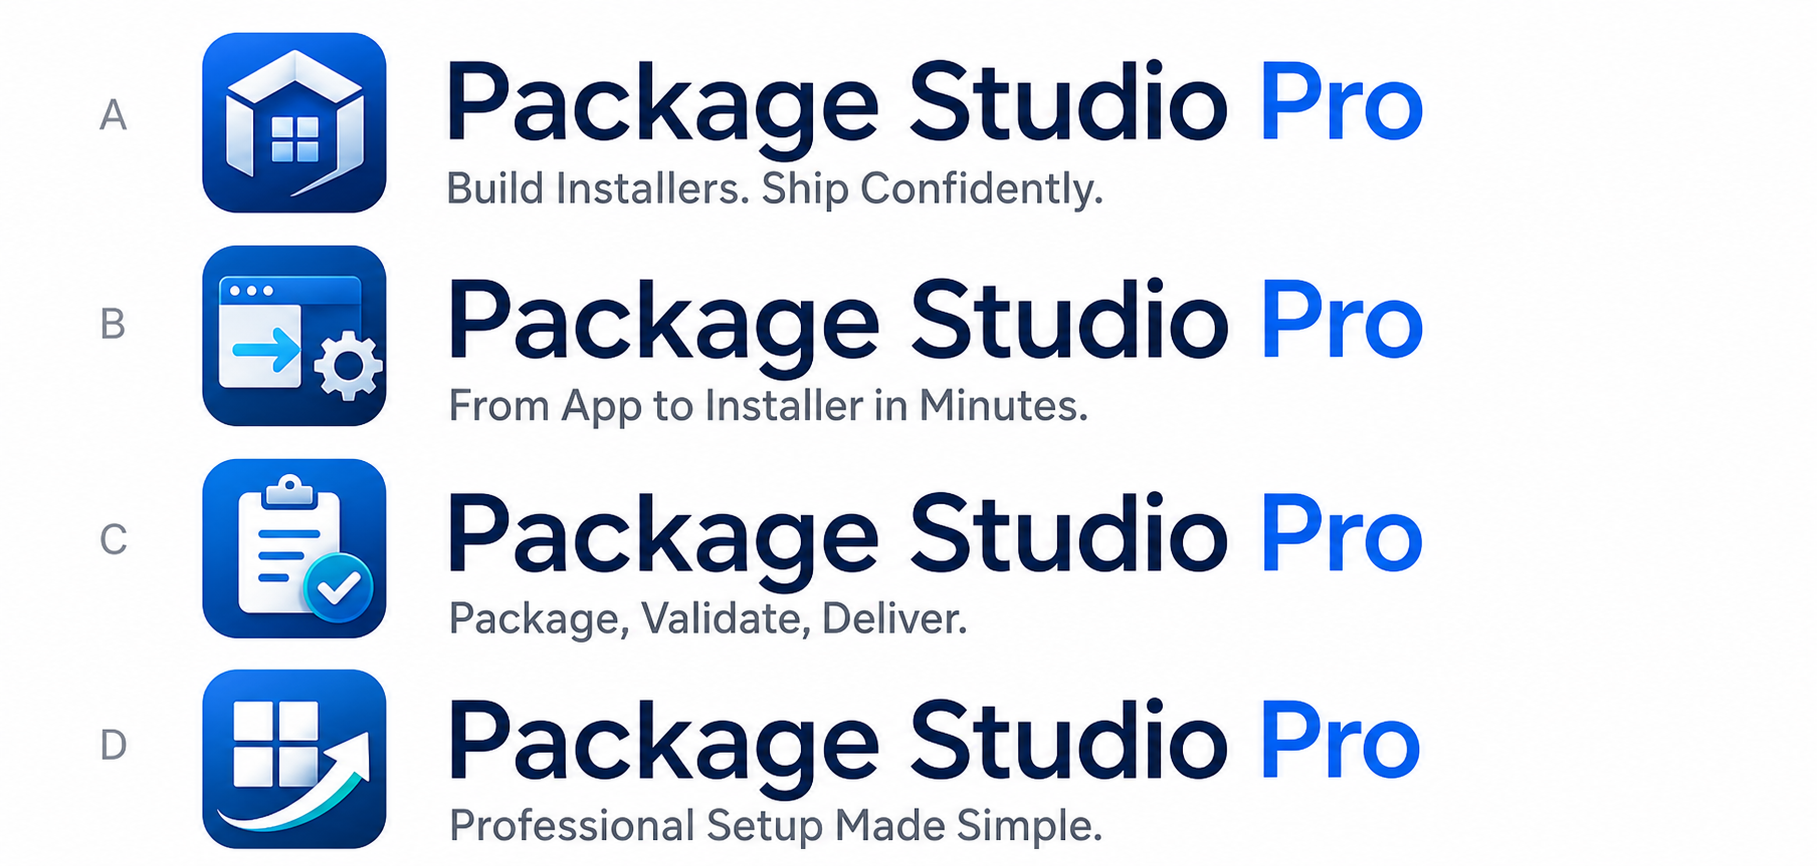 A
Package Studio Pro
Build Installers. Ship Confidently.
B
Package Studio Pro
From App to Installer in Minutes.
C
Package Studio Pro
Package, Validate, Deliver.
D
Package Studio Pro
Professional Setup Made Simple.